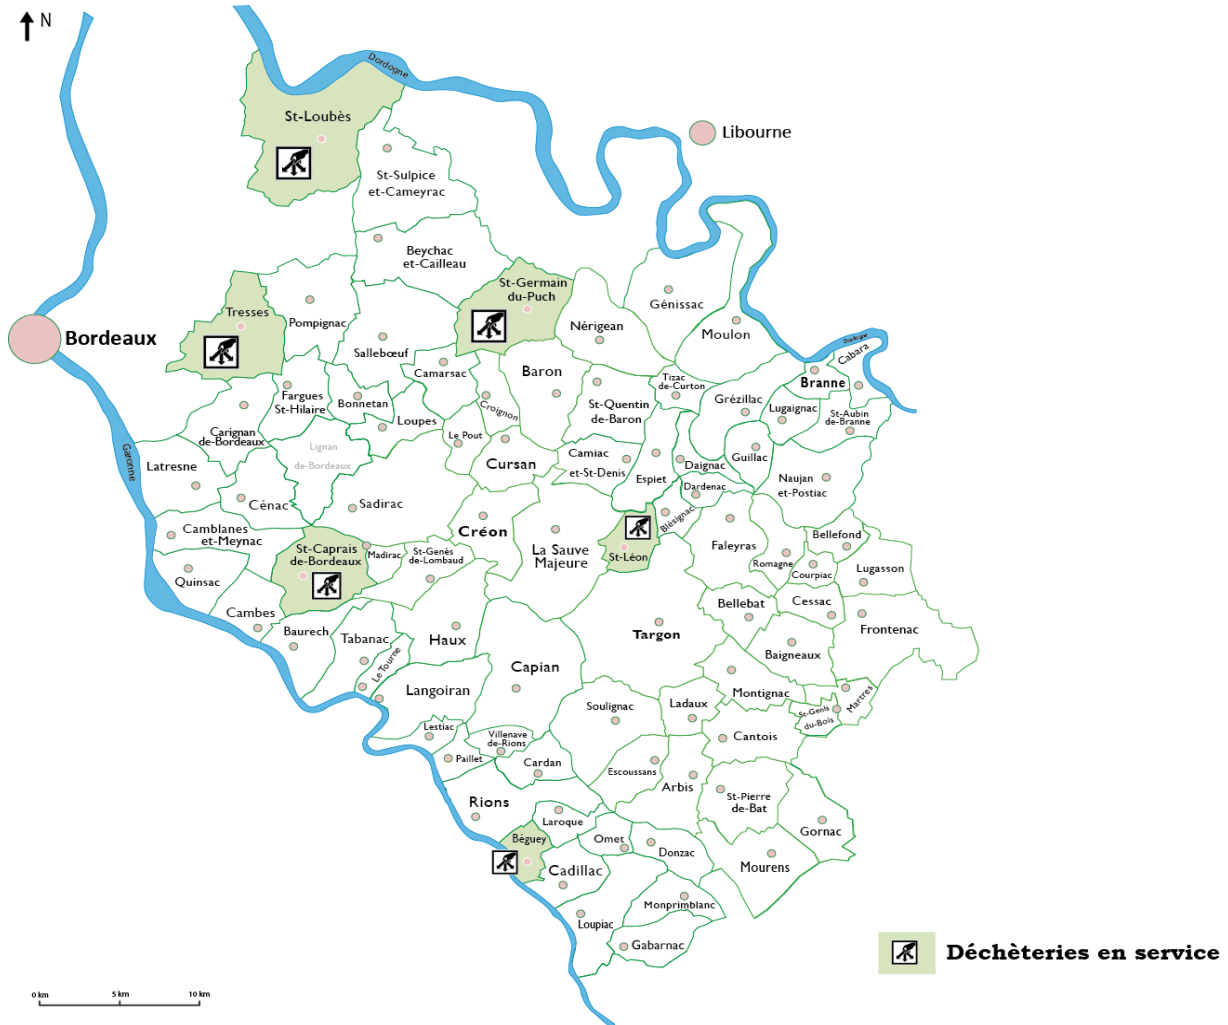 N
Dordogne
St-Loubès
Libourne
St-Sulpice
et-Cameyrac
Beychac
et-Cailleau
St-Germain
du-Puch
Génissac
Tresses
Pompignac
Nérigean
Moulon
Bordeaux
Dordogne
Sallebœuf
Cabara
Camarsac
Baron
Tizac
de-Curton
Branne
Fargues
St-Hilaire
Bonnetan
Croignon
St-Quentin
de-Baron
Grézillac
Lugaignac
St-Aubin
de-Branne
Carignan
de-Bordeaux
Loupes
Le Pout
Lignan
de-Bordeaux
Garonne
Latresne
Cursan
Camiac
et-St-Denis
Guillac
Daignac
Espiet
Dardenac
Naujan
et-Postiac
Cénac
Sadirac
Blésignac
Camblanes
et-Meynac
Créon
La Sauve
Majeure
St-Léon
Faleyras
Bellefond
St-Caprais
de-Bordeaux
Madirac
St-Genès
de-Lombaud
Romagne
Courpiac
Lugasson
Quinsac
Cambes
Bellebat
Cessac
Baurech
Tabanac
Haux
Targon
Frontenac
Le Tourne
Capian
Baigneaux
Langoiran
Montignac
Martres
Soulignac
Ladaux
St-Genis
du-Bois
Lestiac
Villenave
de-Rions
Cantois
Paillet
Cardan
Escoussans
Arbis
St-Pierre
de-Bat
Rions
Laroque
Gornac
Béguey
Omet
Donzac
Cadillac
Mourens
Monprimblanc
Loupiac
Gabarnac
Déchèteries en service
0 km 5 km 10 km